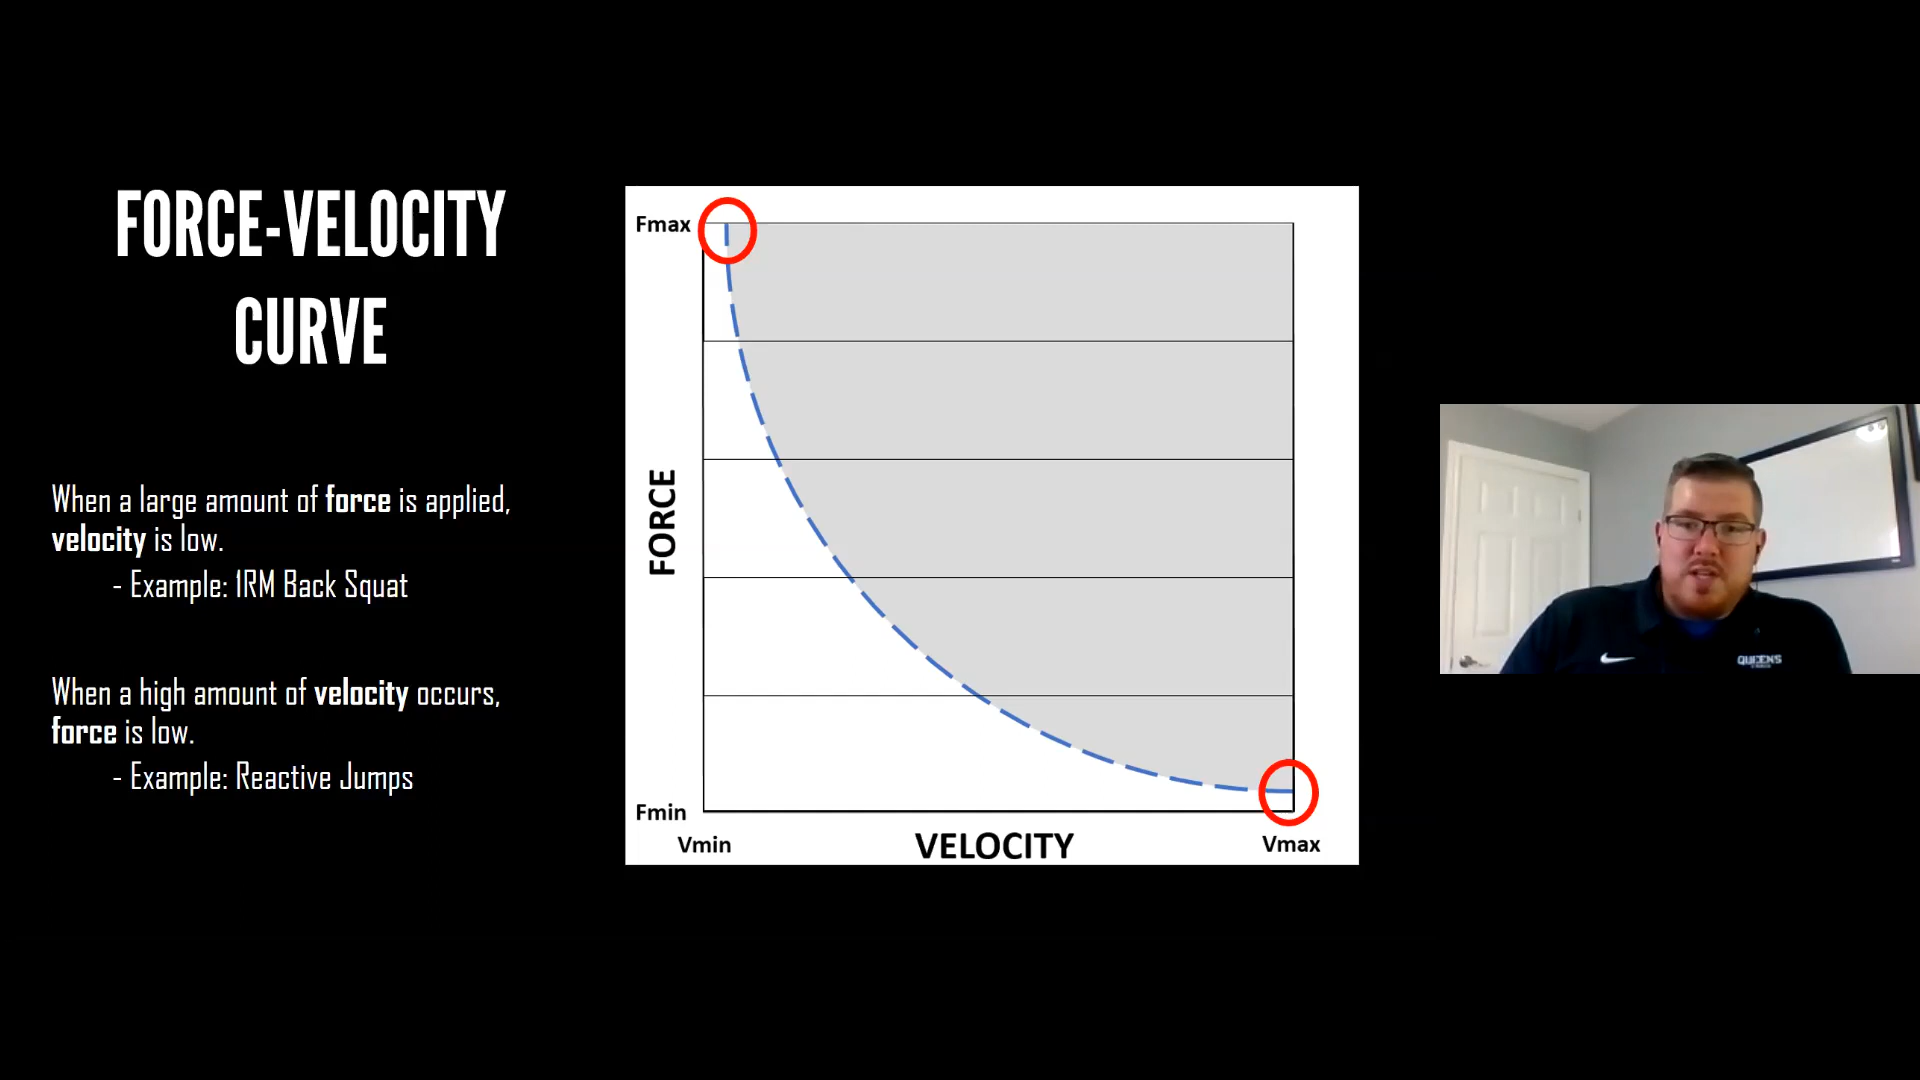 FORCE-VELOCITY
CURVE
When a large amount of force is applied,
velocity is low.
- Example: 1RM Back Squat
When a high amount of velocity occurs,
force is low.
- Example: Reactive Jumps
Fmax
FORCE
Fmin
Vmin
VELOCITY
Vmax
QUEEN'S